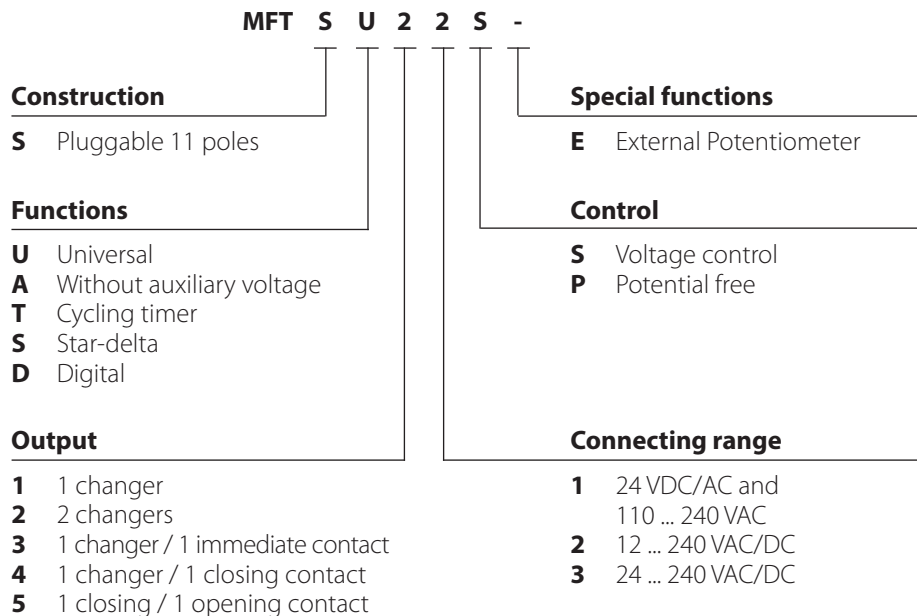 MFT S U 2 2 S -
Construction
S Pluggable 11 poles
Functions
U Universal
A Without auxiliary voltage
T Cycling timer
S Star-delta
D Digital
Output
1 1 changer
2 2 changers
3 1 changer / 1 immediate contact
4 1 changer / 1 closing contact
5 1 closing / 1 opening contact
Special functions
E External Potentiometer
Control
S Voltage control
P Potential free
Connecting range
1 24 VDC/AC and
110 ... 240 VAC
2 12 ... 240 VAC/DC
3 24 ... 240 VAC/DC